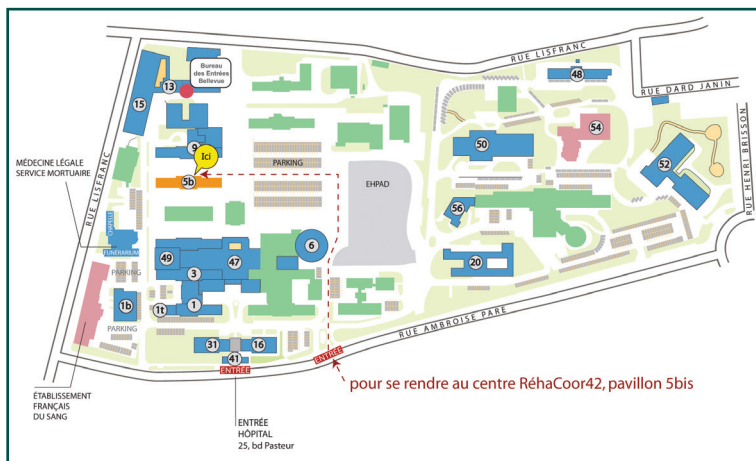 RUE LISFRANC
RUE DARD JANIN
RUE HENRI BRISSON
Bureau
des Entrées
Bellevue
13
15
48
54
50
52
9
Ici
PARKING
5b
EHPAD
MÉDECINE LÉGALE
SERVICE MORTUAIRE
RUE LISFRANC
CHAPELLE
FUNERARIUM
56
6
49
47
3
20
PARKING
1b
1t
1
PARKING
31
16
41
ENTRÉE
ENTRÉE
RUE AMBROISE PARE
pour se rendre au centre RéhaCoor42, pavillon 5bis
ÉTABLISSEMENT
FRANÇAIS
DU SANG
ENTRÉE
HÔPITAL
25, bd Pasteur